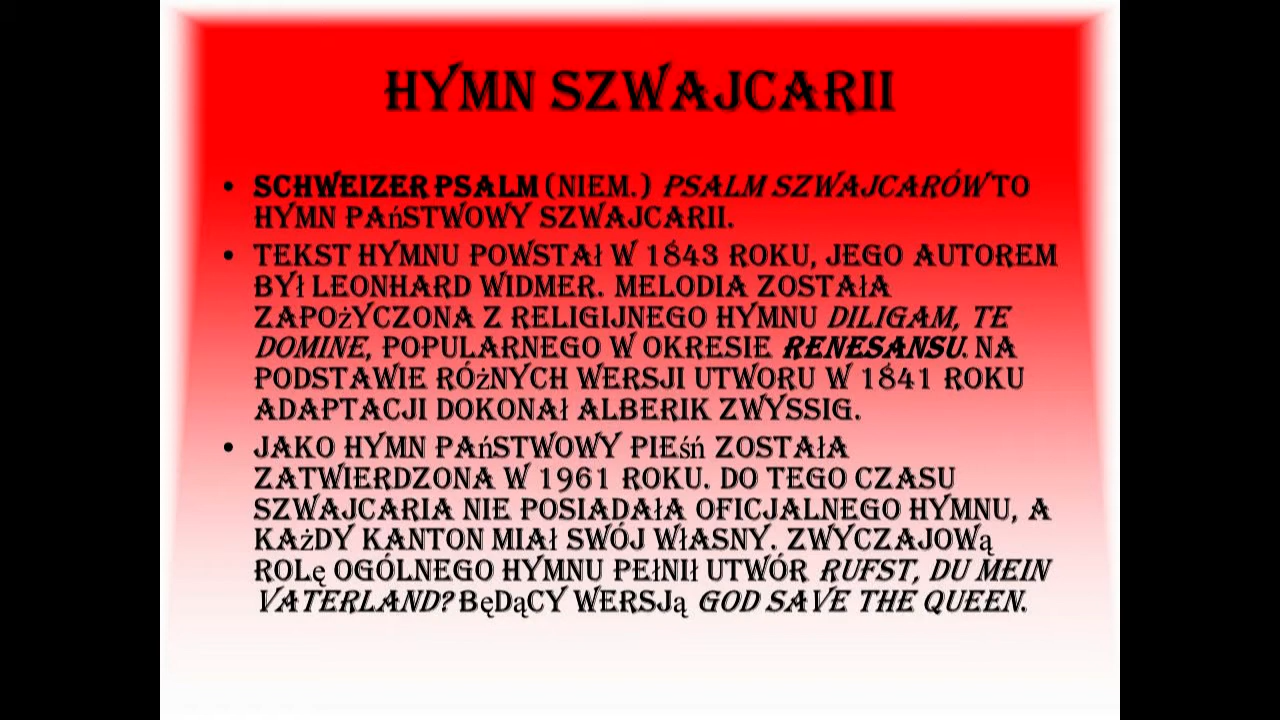 HYMN SZWAJCARII
• SCHWEIZER PSALM (NIEM.) PSALM SZWAJCARÓW TO
HYMN PAńSTWOWY SZWAJCARII.
• TEKST HYMNU POWSTAł W 1843 ROKU, JEGO AUTOREM
BYł LEONHARD WIDMER. MELODIA ZOSTAłA
ZAPOżYCZONA Z RELIGIJNEGO HYMNU DILIGAM, TE
DOMINE, POPULARNEGO W OKRESIE RENESANSU. NA
PODSTAWIE RÓżNYCH WERSJI UTWORU W 1841 ROKU
ADAPTACJI DOKONAł ALBERIK ZWYSSIG.
• JAKO HYMN PAńSTWOWY PIEśń ZOSTAłA
ZATWIERDZONA W 1961 ROKU. DO TEGO CZASU
SZWAJCARIA NIE POSIADAłA OFICJALNEGO HYMNU, A
KAżDY KANTON MIAł SWÓJ WłASNY. ZWYCZAJOWą
ROLę OGÓLNEGO HYMNU PEłNIł UTWÓR RUFST, DU MEIN
VATERLAND? BęDąCY WERSJą GOD SAVE THE QUEEN.